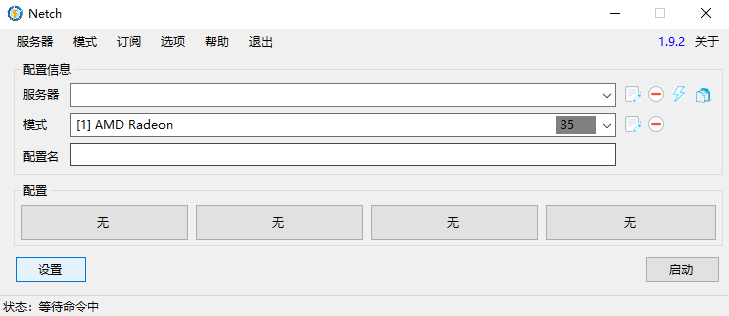 Netch
服务器 模式 订阅 选项 帮助 退出 1.9.2 关于
配置信息
服务器
模式 [1] AMD Radeon 35
配置名
配置
无 无 无 无
设置 启动
状态：等待命令中